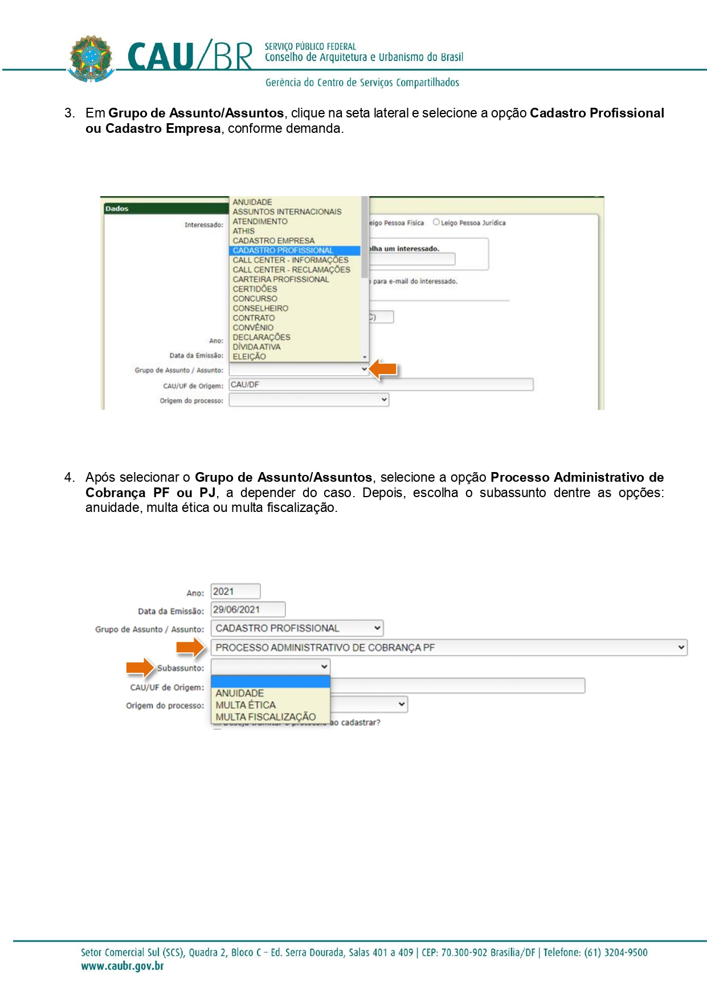 CAU/BR
SERVIÇO PÚBLICO FEDERAL
Conselho de Arquitetura e Urbanismo do Brasil
Gerência do Centro de Serviços Compartilhados
3. Em Grupo de Assunto/Assuntos, clique na seta lateral e selecione a opção Cadastro Profissional
ou Cadastro Empresa, conforme demanda.
Dados
Interessado:
eigo Pessoa Física Leigo Pessoa Jurídica
olha um interessado.
para e-mail do interessado.
C)
ANUIDADE
ASSUNTOS INTERNACIONAIS
ATENDIMENTO
ATHIS
CADASTRO EMPRESA
CADASTRO PROFISSIONAL
CALL CENTER - INFORMAÇÕES
CALL CENTER - RECLAMAÇÕES
CARTEIRA PROFISSIONAL
CERTIDÕES
CONCURSO
CONSELHEIRO
CONTRATO
CONVÊNIO
DECLARAÇÕES
DÍVIDA ATIVA
ELEIÇÃO
Ano:
Data da Emissão:
Grupo de Assunto / Assunto:
CAU/UF de Origem: CAU/DF
Origem do processo:
4. Após selecionar o Grupo de Assunto/Assuntos, selecione a opção Processo Administrativo de
Cobrança PF ou PJ, a depender do caso. Depois, escolha o subassunto dentre as opções:
anuidade, multa ética ou multa fiscalização.
Ano: 2021
Data da Emissão: 29/06/2021
Grupo de Assunto / Assunto: CADASTRO PROFISSIONAL
PROCESSO ADMINISTRATIVO DE COBRANÇA PF
Subassunto:
CAU/UF de Origem:
ANUIDADE
Origem do processo: MULTA ÉTICA
MULTA FISCALIZAÇÃO
ao cadastrar?
Setor Comercial Sul (SCS), Quadra 2, Bloco C – Ed. Serra Dourada, Salas 401 a 409 | CEP: 70.300-902 Brasília/DF | Telefone: (61) 3204-9500
www.caubr.gov.br